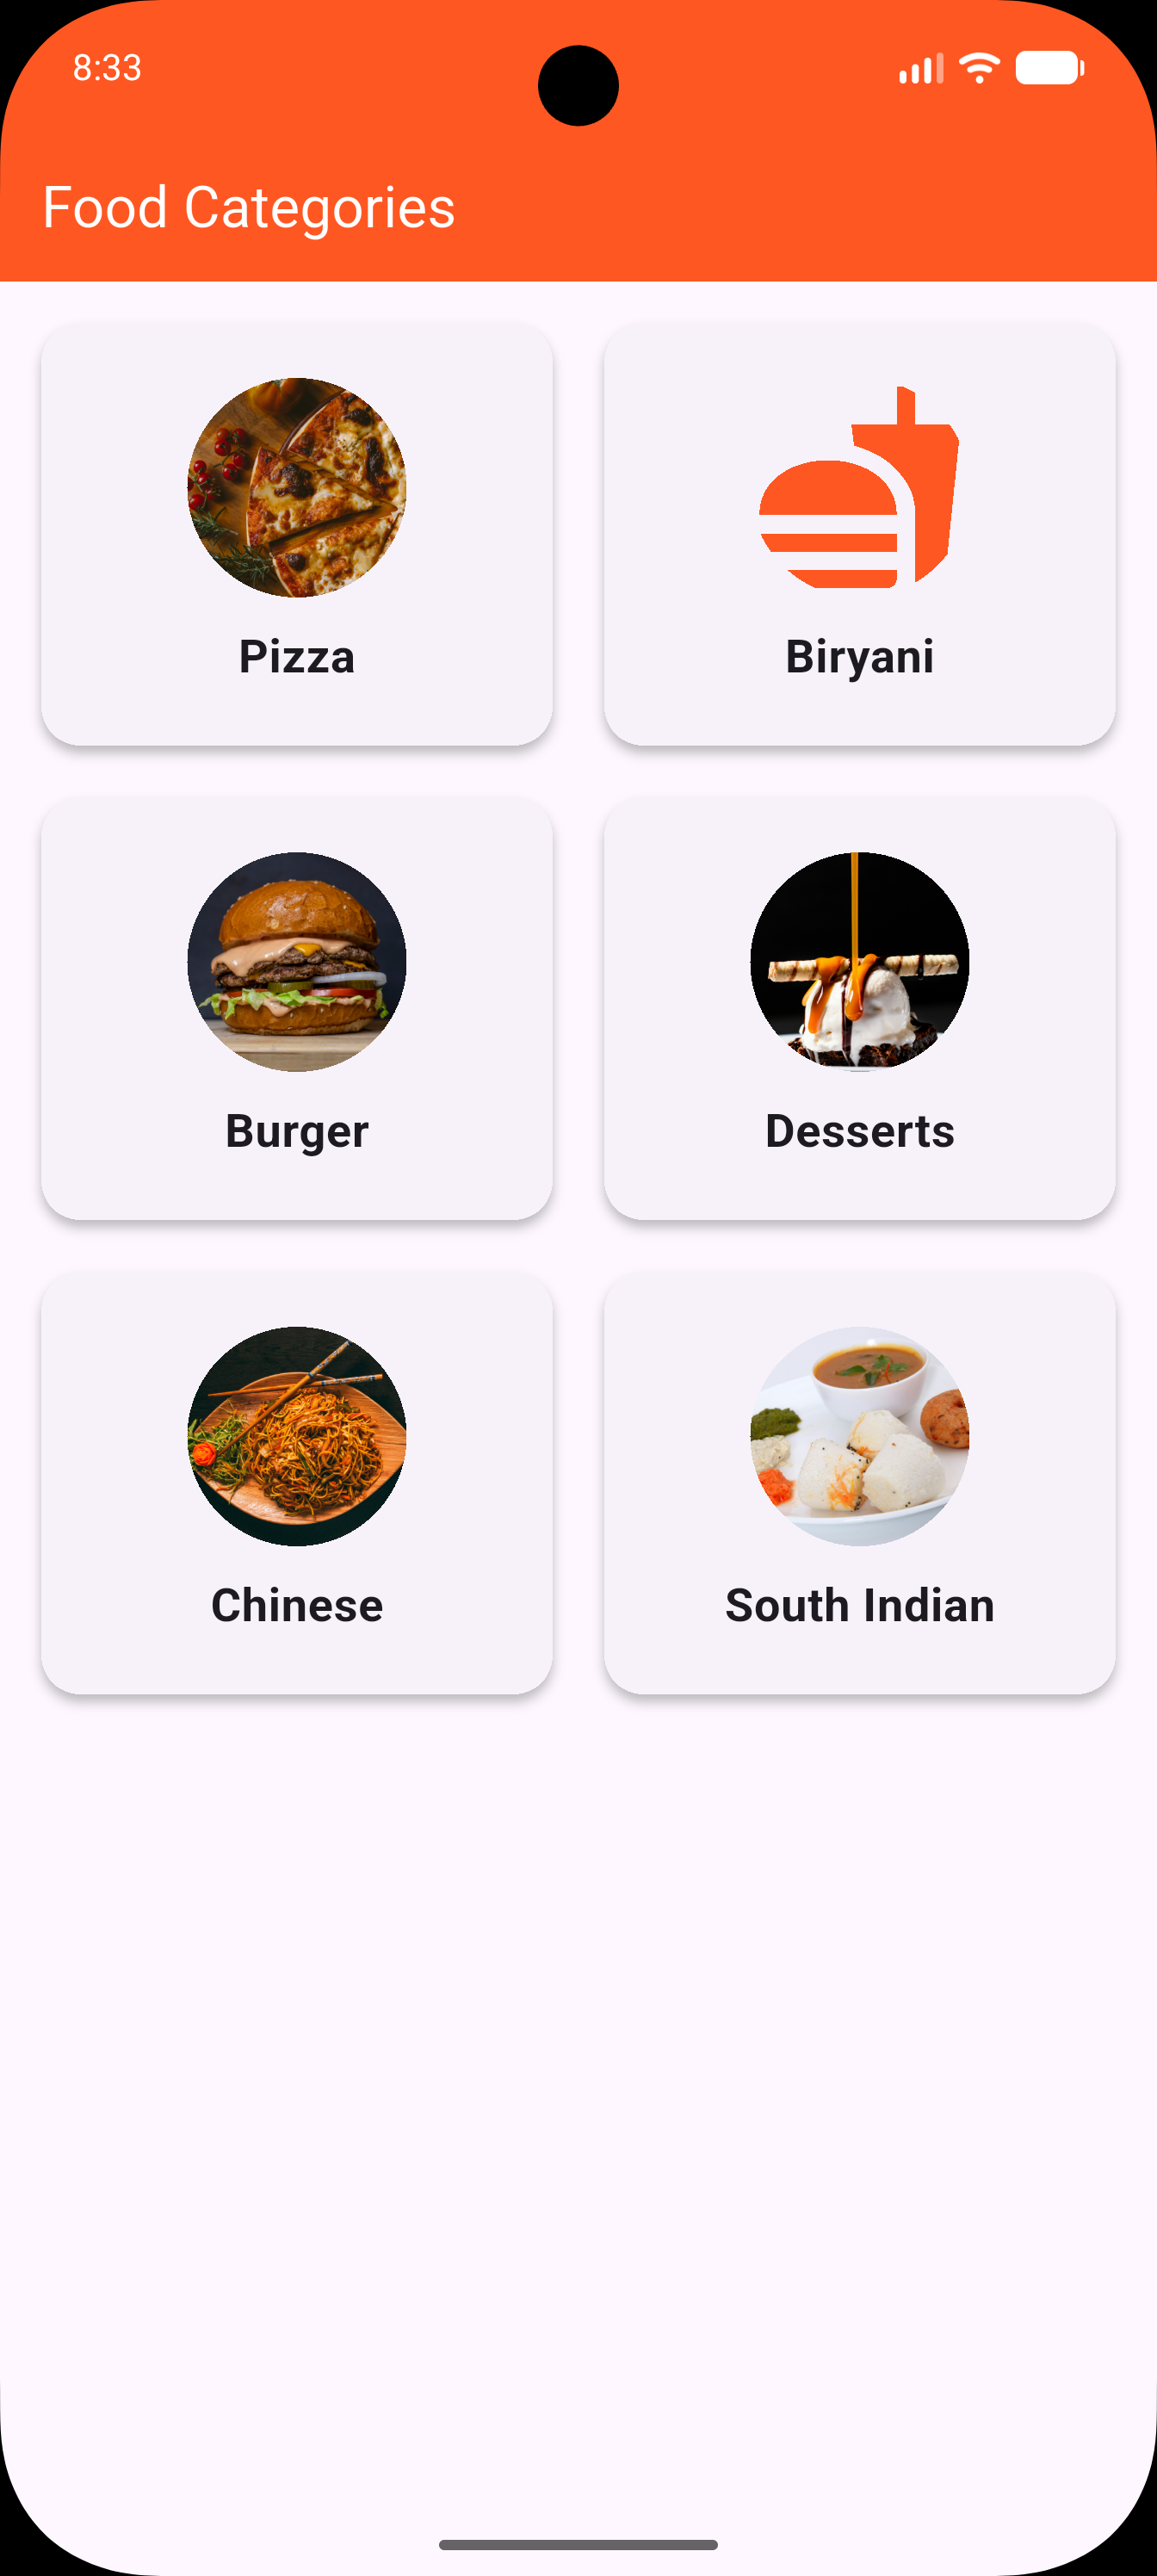 8:33
Food Categories
Pizza
Biryani
Burger
Desserts
Chinese
South Indian